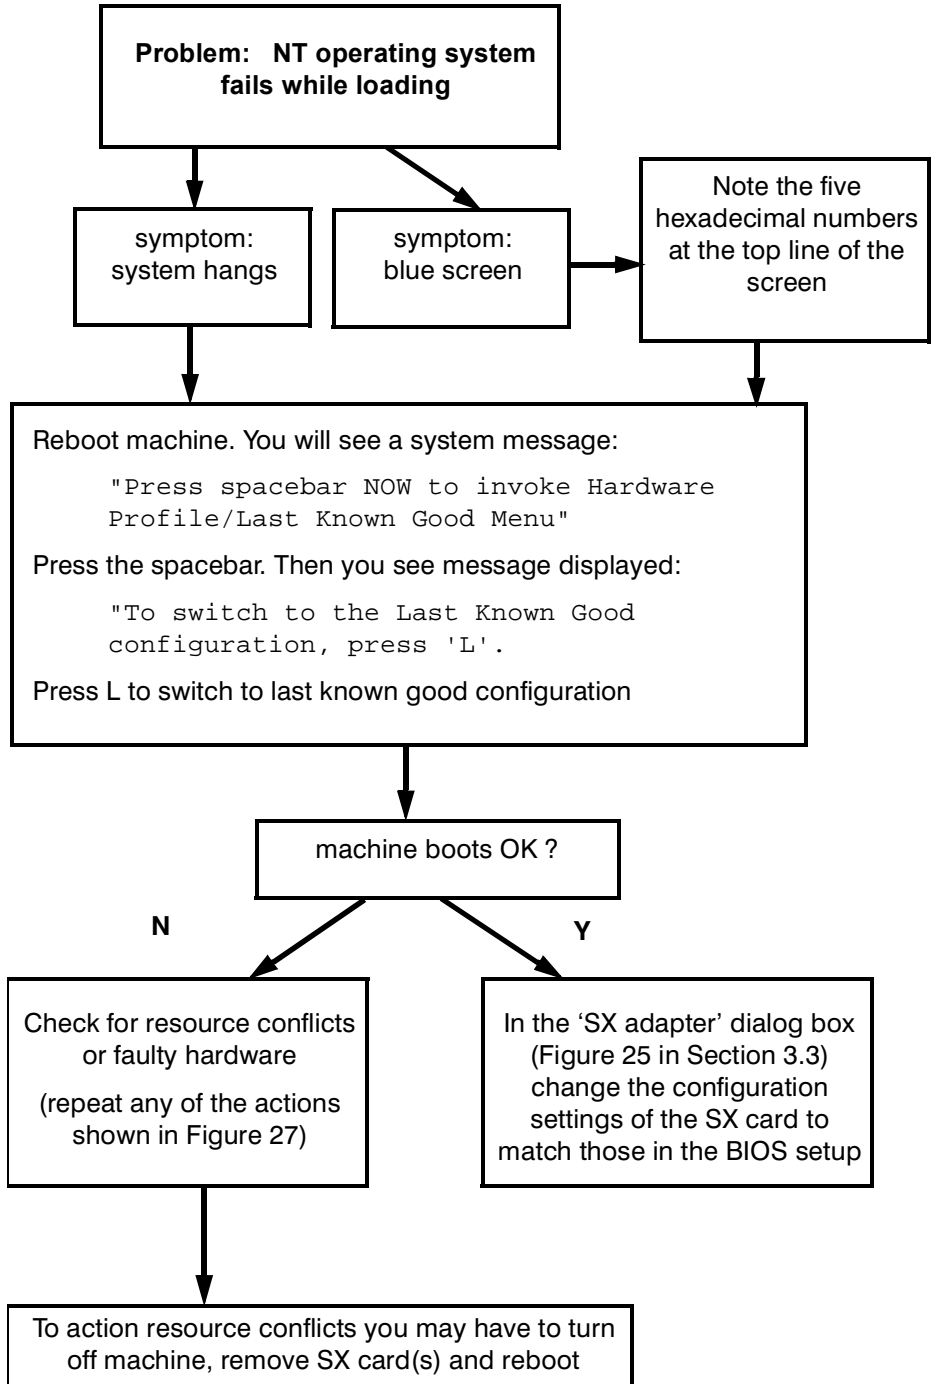 Problem: NT operating system
fails while loading
symptom:
system hangs
symptom:
blue screen
Note the five
hexadecimal numbers
at the top line of the
screen
Reboot machine. You will see a system message:
"Press spacebar NOW to invoke Hardware
Profile/Last Known Good Menu"
Press the spacebar. Then you see message displayed:
"To switch to the Last Known Good
configuration, press 'L'.
Press L to switch to last known good configuration
machine boots OK ?
N
Y
Check for resource conflicts
or faulty hardware
(repeat any of the actions
shown in Figure 27)
In the ‘SX adapter’ dialog box
(Figure 25 in Section 3.3)
change the configuration
settings of the SX card to
match those in the BIOS setup
To action resource conflicts you may have to turn
off machine, remove SX card(s) and reboot